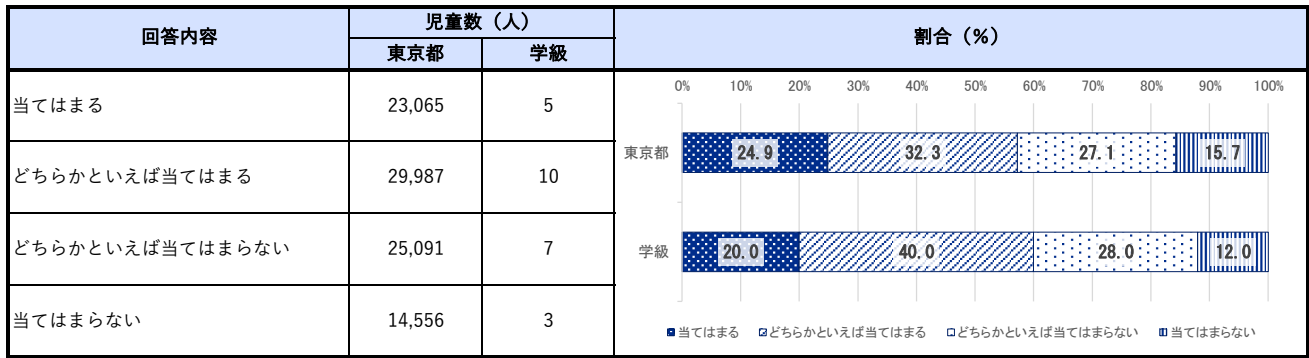 回答内容
児童数（人）
割合（％）
東京都
学級
当てはまる
23,065
5
どちらかといえば当てはまる
29,987
10
どちらかといえば当てはまらない
25,091
7
当てはまらない
14,556
3
0%
10%
20%
30%
40%
50%
60%
70%
80%
90%
100%
東京都
24.9
32.3
27.1
15.7
学級
20.0
40.0
28.0
12.0
当てはまる
どちらかといえば当てはまる
どちらかといえば当てはまらない
当てはまらない